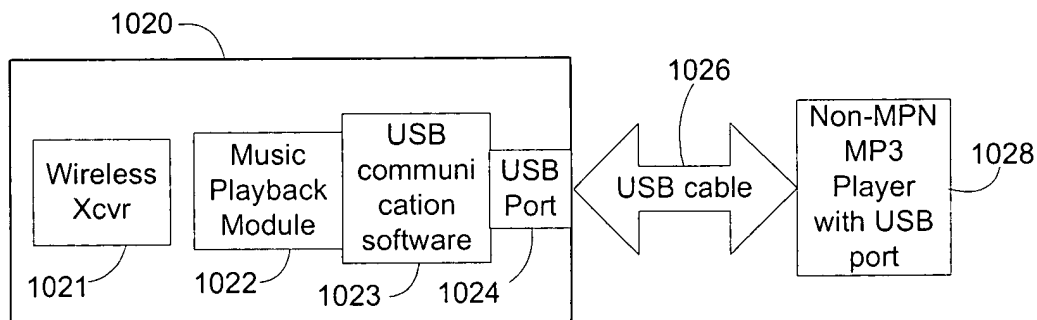 1020
1026
Wireless
Xcvr
1021
Music
Playback
Module
1022
USB
communi
cation
software
1023
USB
Port
1024
USB cable
Non-MPN
MP3
Player
with USB
port
1028